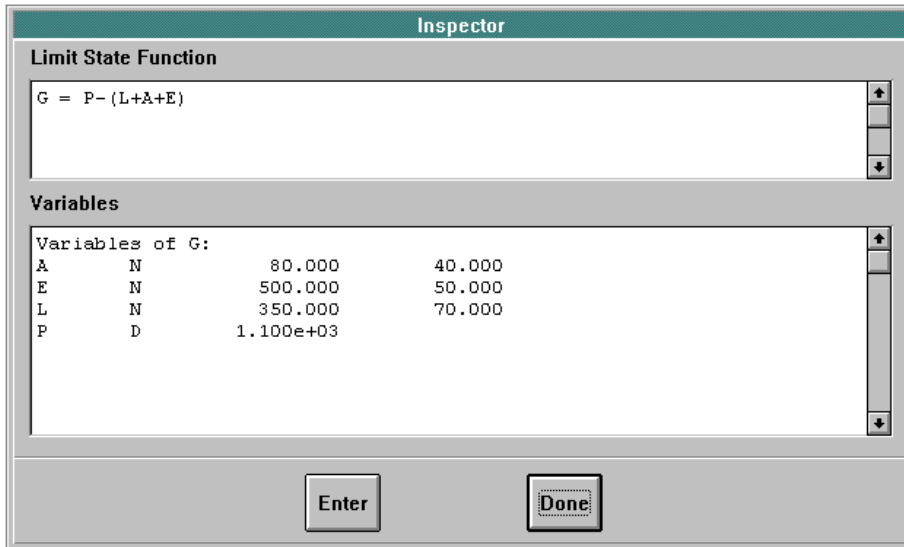 Inspector
Limit State Function
G = P-(L+A+E)
Variables
Variables of G:
A N 80.000 40.000
E N 500.000 50.000
L N 350.000 70.000
P D 1.100e+03
Enter Done